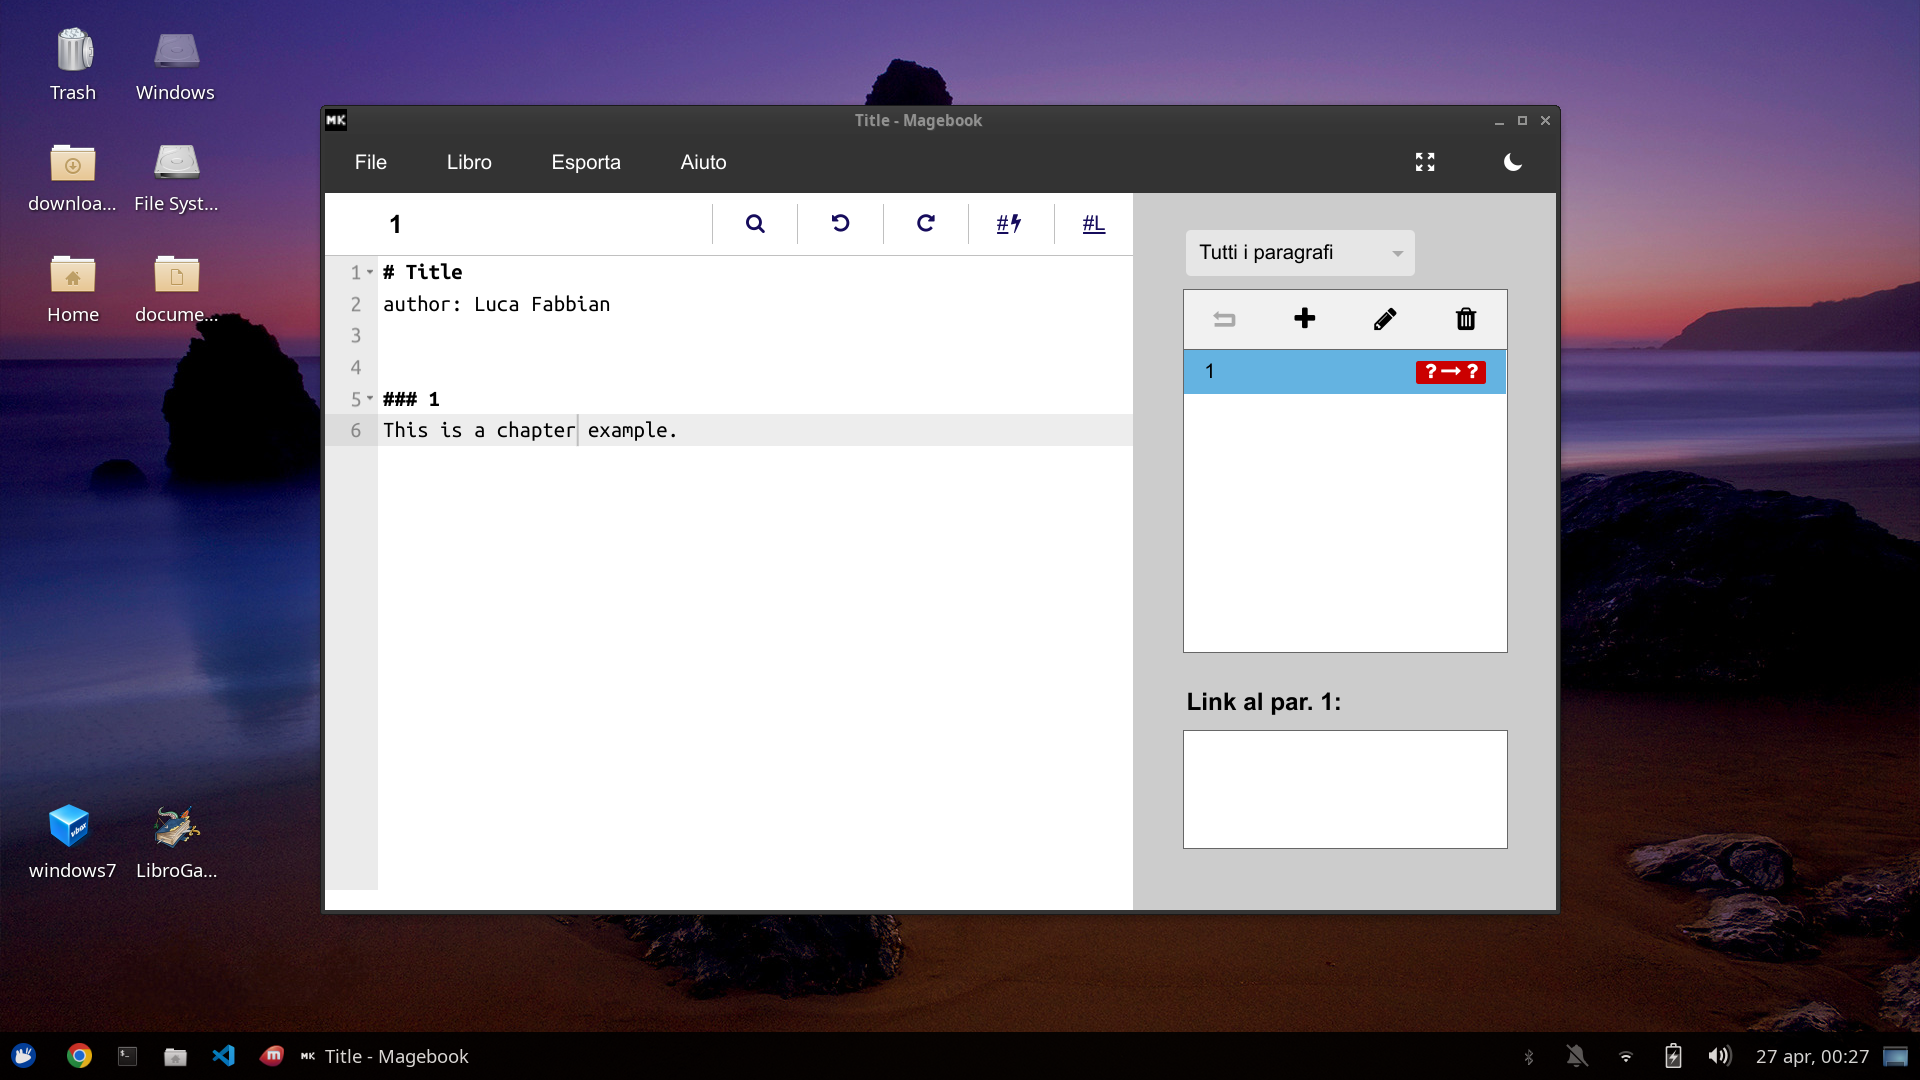 Trash
Windows
downloa...
File Syst...
Home
docume...
vbox
windows7
LibroGa...
MK
Title - Magebook
File
Libro
Esporta
Aiuto
1
#
#L
1
# Title
2
author: Luca Fabbian
3
4
5
### 1
6
This is a chapter example.
Tutti i paragrafi
1
? → ?
Link al par. 1:
$_
m
MK
Title - Magebook
27 apr, 00:27